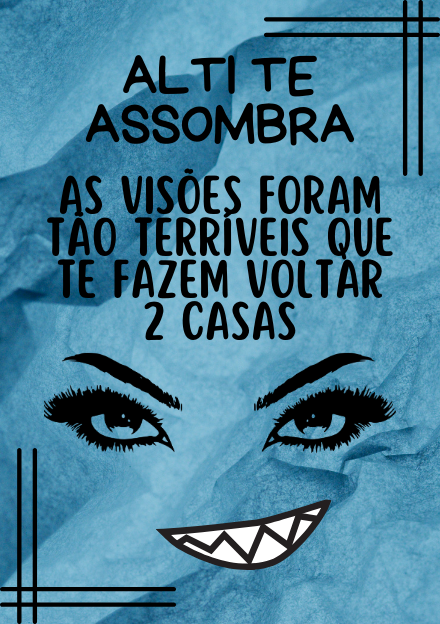 ALTI TE
ASSOMBRA
AS VISÕES FORAM
TÃO TERRÍVEIS QUE
TE FAZEM VOLTAR
2 CASAS